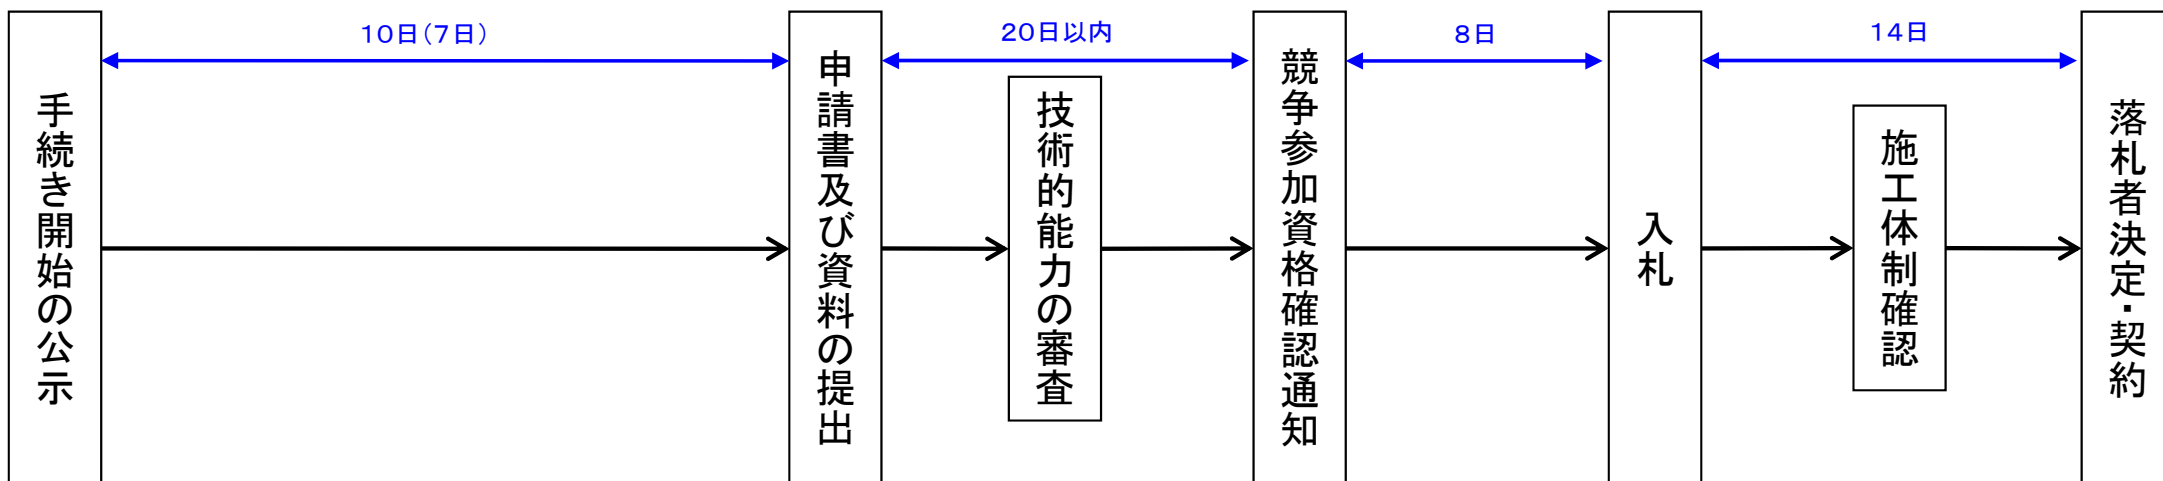 10日(7日)
20日以内
8日
14日
手続き開始の公示
申請書及び資料の提出
技術的能力の審査
競争参加資格確認通知
入札
施工体制確認
落札者決定・契約